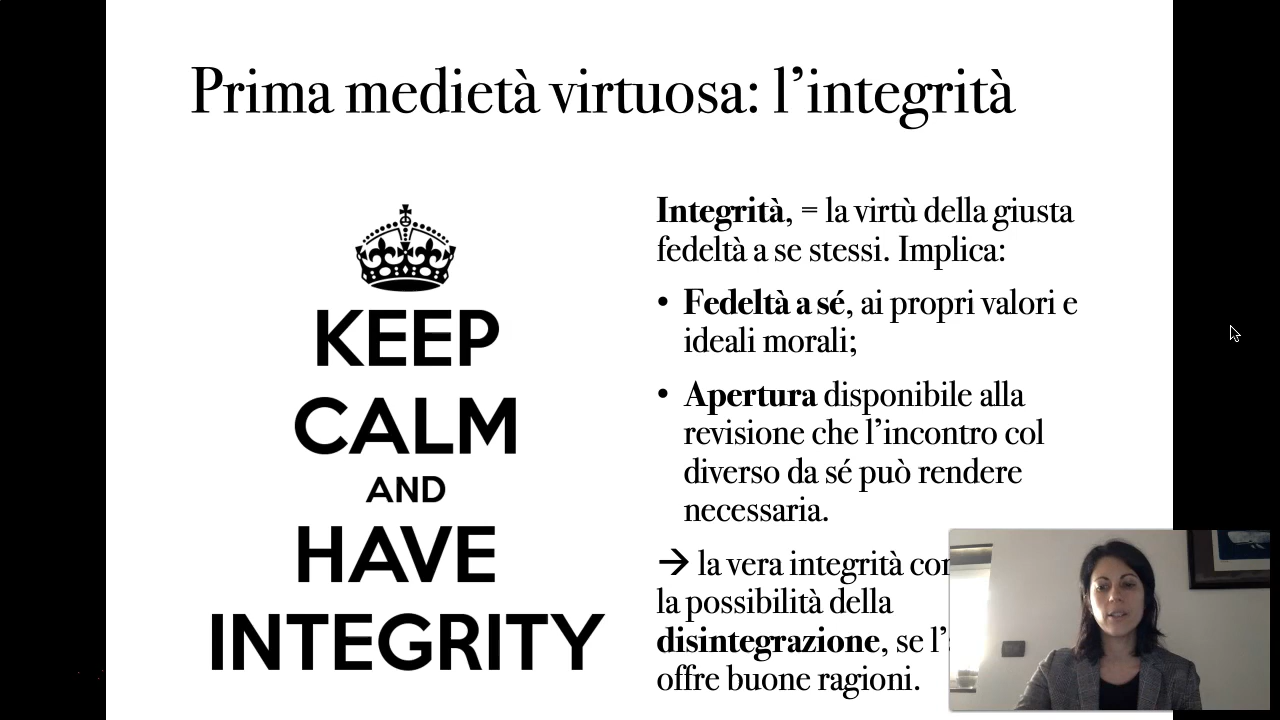 Prima medietà virtuosa: l’integrità
KEEP
CALM
AND
HAVE
INTEGRITY
Integrità, = la virtù della giusta
fedeltà a se stessi. Implica:
• Fedeltà a sé, ai propri valori e
ideali morali;
• Apertura disponibile alla
revisione che l’incontro col
diverso da sé può rendere
necessaria.
→ la vera integrità
la possibilità della
disintegrazione, se
offre buone ragioni.